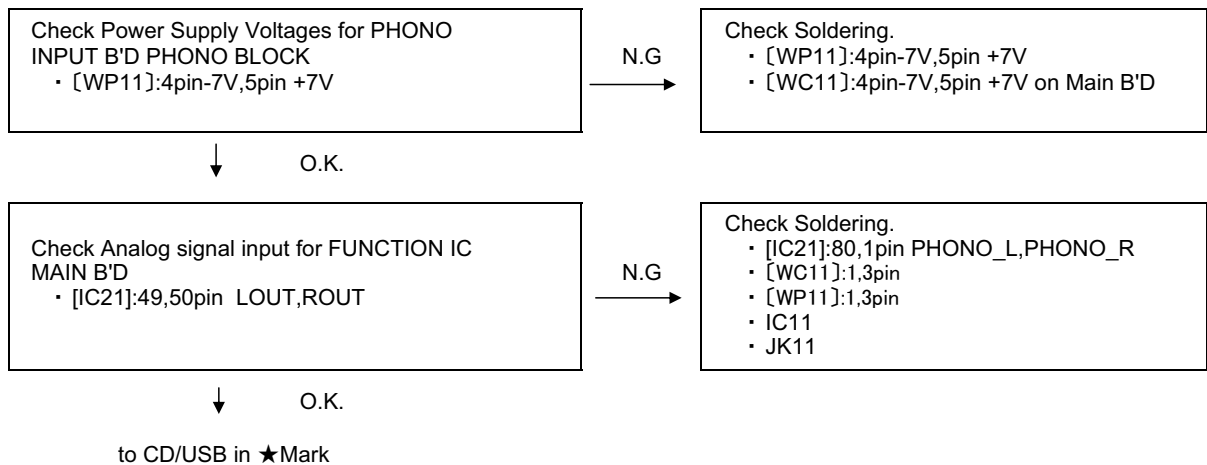 Check Power Supply Voltages for PHONO
INPUT B'D PHONO BLOCK
・〔WP11〕:4pin-7V,5pin +7V
N.G
Check Soldering.
・〔WP11〕:4pin-7V,5pin +7V
・〔WC11〕:4pin-7V,5pin +7V on Main B'D
O.K.
Check Analog signal input for FUNCTION IC
MAIN B'D
・[IC21]:49,50pin LOUT,ROUT
N.G
Check Soldering.
・[IC21]:80,1pin PHONO_L,PHONO_R
・〔WC11〕:1,3pin
・〔WP11〕:1,3pin
・IC11
・JK11
O.K.
to CD/USB in ★Mark